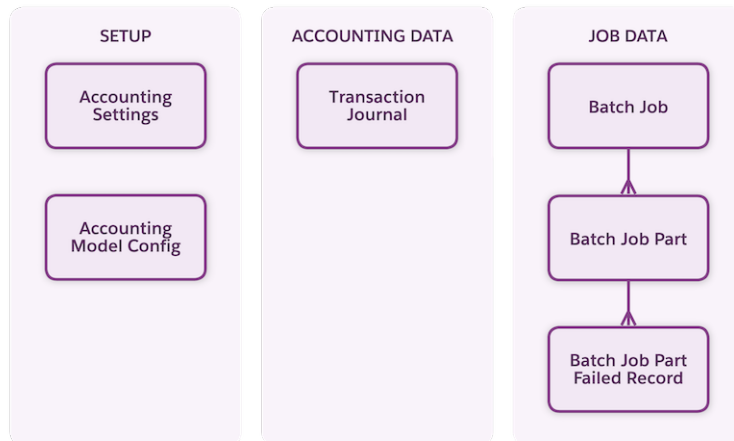 SETUP
Accounting
Settings
Accounting
Model Config
ACCOUNTING DATA
Transaction
Journal
JOB DATA
Batch Job
Batch Job Part
Batch Job Part
Failed Record